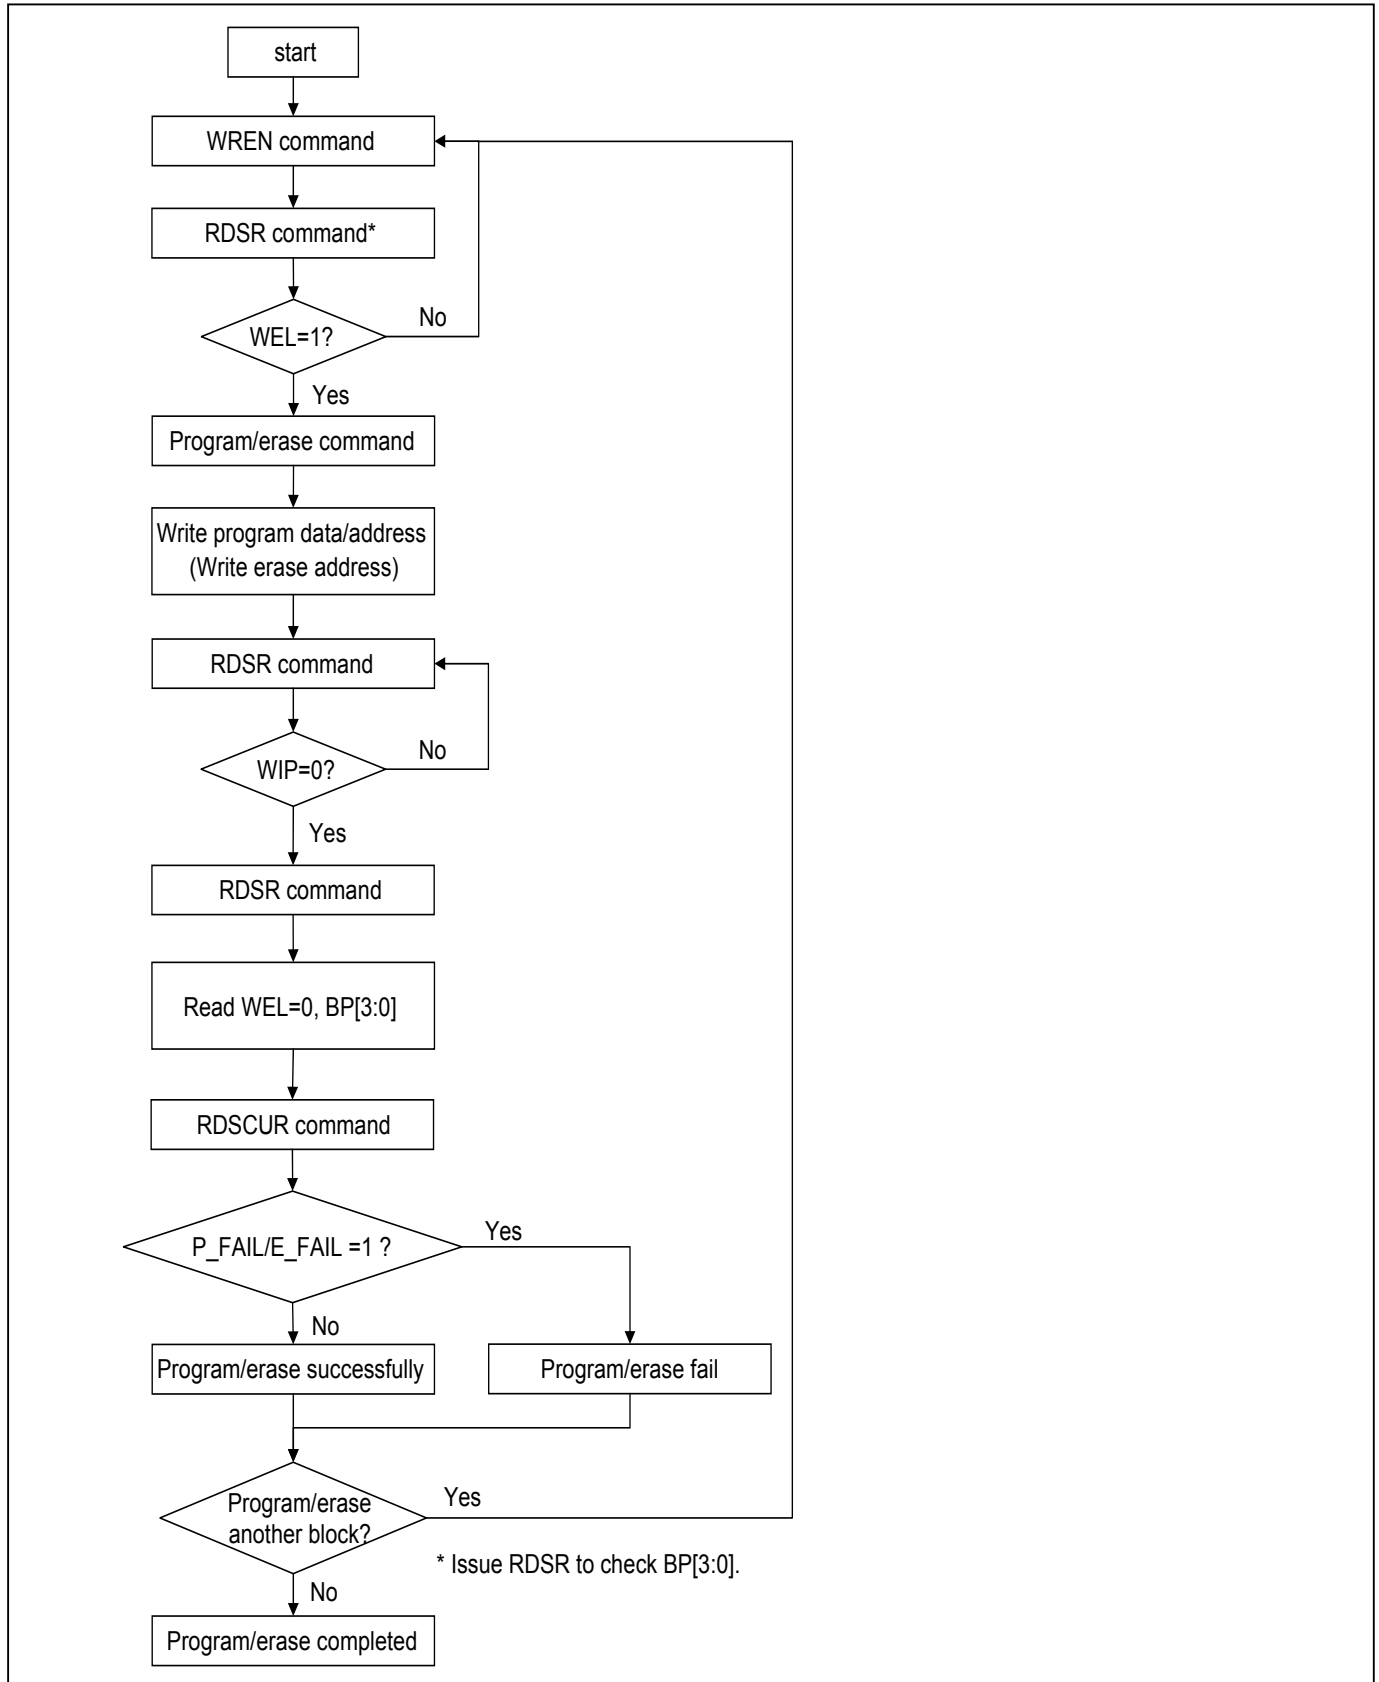 start
WREN command
RDSR command*
WEL=1?
No
Yes
Program/erase command
Write program data/address
(Write erase address)
RDSR command
WIP=0?
No
Yes
RDSR command
Read WEL=0, BP[3:0]
RDSCUR command
P_FAIL/E_FAIL =1 ?
Yes
No
Program/erase successfully
Program/erase fail
Program/erase
another block?
Yes
* Issue RDSR to check BP[3:0].
No
Program/erase completed